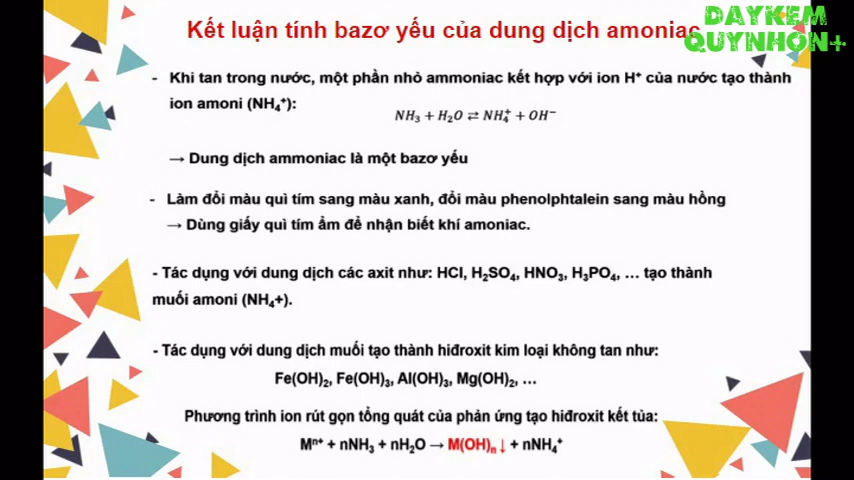 Kết luận tính bazơ yếu của dung dịch amoniac
DAYKEM
QUYNHON+
- Khi tan trong nước, một phần nhỏ ammoniac kết hợp với ion H⁺ của nước tạo thành
ion amoni (NH₄⁺):
NH₃ + H₂O ⇄ NH₄⁺ + OH⁻
→ Dung dịch ammoniac là một bazơ yếu
- Làm đổi màu quì tím sang màu xanh, đổi màu phenolphtalein sang màu hồng
→ Dùng giấy quì tím ẩm để nhận biết khí amoniac.
- Tác dụng với dung dịch các axit như: HCl, H₂SO₄, HNO₃, H₃PO₄, … tạo thành
muối amoni (NH₄+).
- Tác dụng với dung dịch muối tạo thành hiđroxit kim loại không tan như:
Fe(OH)₂, Fe(OH)₃, Al(OH)₃, Mg(OH)₂, …
Phương trình ion rút gọn tổng quát của phản ứng tạo hiđroxit kết tủa:
Mⁿ⁺ + nNH₃ + nH₂O → M(OH)ₙ↓ + nNH₄⁺